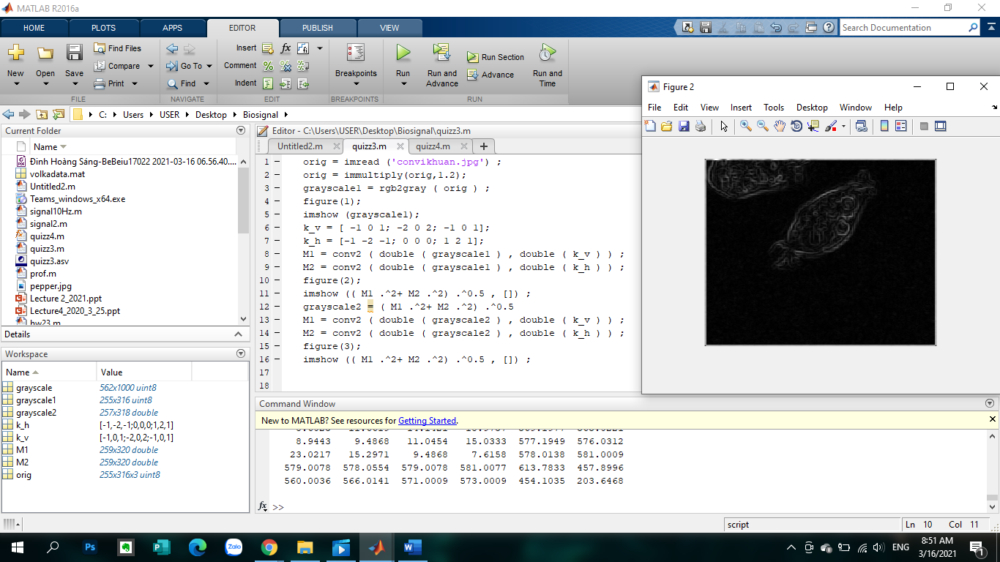 MATLAB R2016a
HOME PLOTS APPS EDITOR PUBLISH VIEW
Search Documentation
New Open Save Find Files Compare Print
Go To Find
Insert fx
Comment
Indent
Breakpoints
Run Run and Advance Run Section Advance Run and Time
FILE NAVIGATE EDIT BREAKPOINTS RUN
C: Users USER Desktop Biosignal
Current Folder
Name
Đinh Hoàng Sáng-BeBeiu17022 2021-03-16 06.56.40....
volkadata.mat
Untitled2.m
Teams_windows_x64.exe
signal10Hz.m
signal2.m
quizz4.m
quizz3.m
quizz3.asv
prof.m
pepper.jpg
Lecture 2_2021.ppt
Lecture4_2020_3_25.ppt
hw23.m
Details
Workspace
Name Value
grayscale 562x1000 uint8
grayscale1 255x316 uint8
grayscale2 257x318 double
k_h [-1,-2,-1;0,0,0;1,2,1]
k_v [-1,0,1;-2,0,2;-1,0,1]
M1 259x320 double
M2 259x320 double
orig 255x316x3 uint8
Editor - C:\Users\USER\Desktop\Biosignal\quizz3.m
Untitled2.m quizz3.m quizz4.m
1 orig = imread ('convikhuan.jpg') ;
2 orig = immultiply(orig,1.2);
3 grayscale1 = rgb2gray ( orig ) ;
4 figure(1);
5 imshow (grayscale1);
6 k_v = [ -1 0 1; -2 0 2; -1 0 1];
7 k_h = [-1 -2 -1; 0 0 0; 1 2 1];
8 M1 = conv2 ( double ( grayscale1 ) , double ( k_v ) ) ;
9 M2 = conv2 ( double ( grayscale1 ) , double ( k_h ) ) ;
10 figure(2);
11 imshow (( M1 .^2+ M2 .^2) .^0.5 , []) ;
12 grayscale2 = ( M1 .^2+ M2 .^2) .^0.5
13 M1 = conv2 ( double ( grayscale2 ) , double ( k_v ) ) ;
14 M2 = conv2 ( double ( grayscale2 ) , double ( k_h ) ) ;
15 figure(3);
16 imshow (( M1 .^2+ M2 .^2) .^0.5 , []) ;
17
18
Figure 2
File Edit View Insert Tools Desktop Window Help
Command Window
New to MATLAB? See resources for Getting Started.
8.9443 9.4868 11.0454 15.0333 577.1949 576.0312
23.0217 15.2971 9.4868 7.6158 578.0138 581.0009
579.0078 578.0554 579.0078 581.0077 613.7833 457.8996
560.0036 566.0141 571.0009 573.0009 454.1035 203.6468
fx >>
script Ln 10 Col 11
Ps Zalo W ENG
8:51 AM
3/16/2021
1